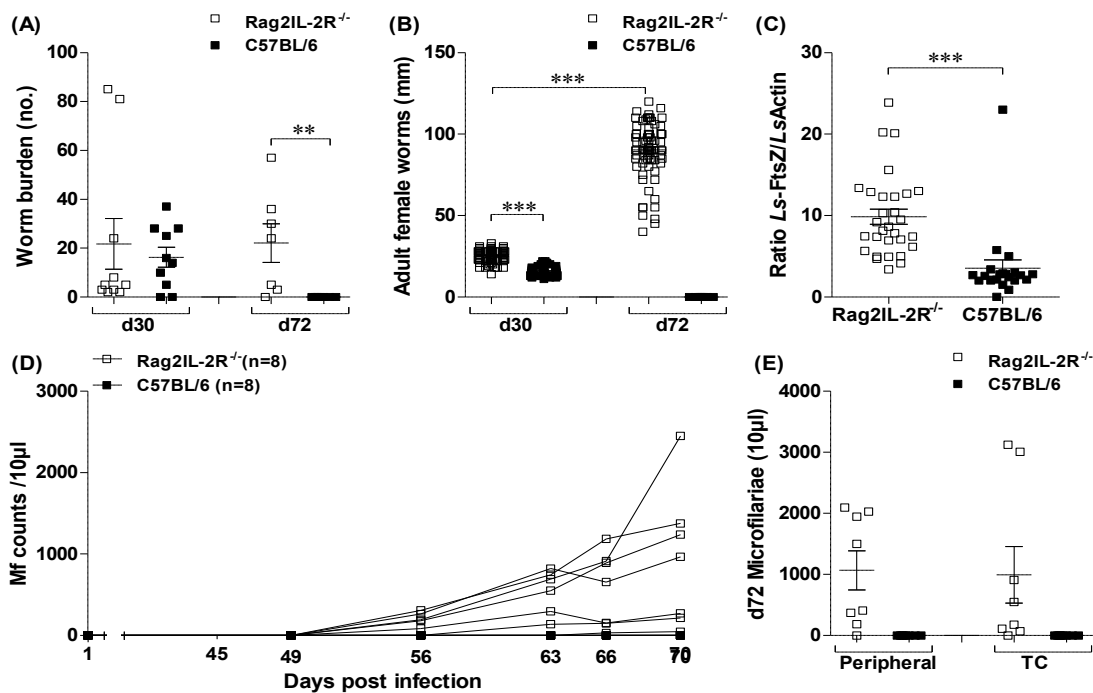 (A)
Rag2IL-2R-/-
C57BL/6
Worm burden (no.)
100
80
60
40
20
0
**
d30
d72
(B)
Rag2IL-2R-/-
C57BL/6
Adult female worms (mm)
150
100
50
0
***
***
d30
d72
(C)
Ratio Ls-FtsZ/LsActin
30
20
10
0
***
Rag2IL-2R-/-
C57BL/6
(D)
Rag2IL-2R-/-(n=8)
C57BL/6 (n=8)
Mf counts /10µl
3000
2000
1000
0
1
45
49
56
63
66
70
Days post infection
(E)
Rag2IL-2R-/-
C57BL/6
d72 Microfilariae (10µl)
4000
3000
2000
1000
0
Peripheral
TC